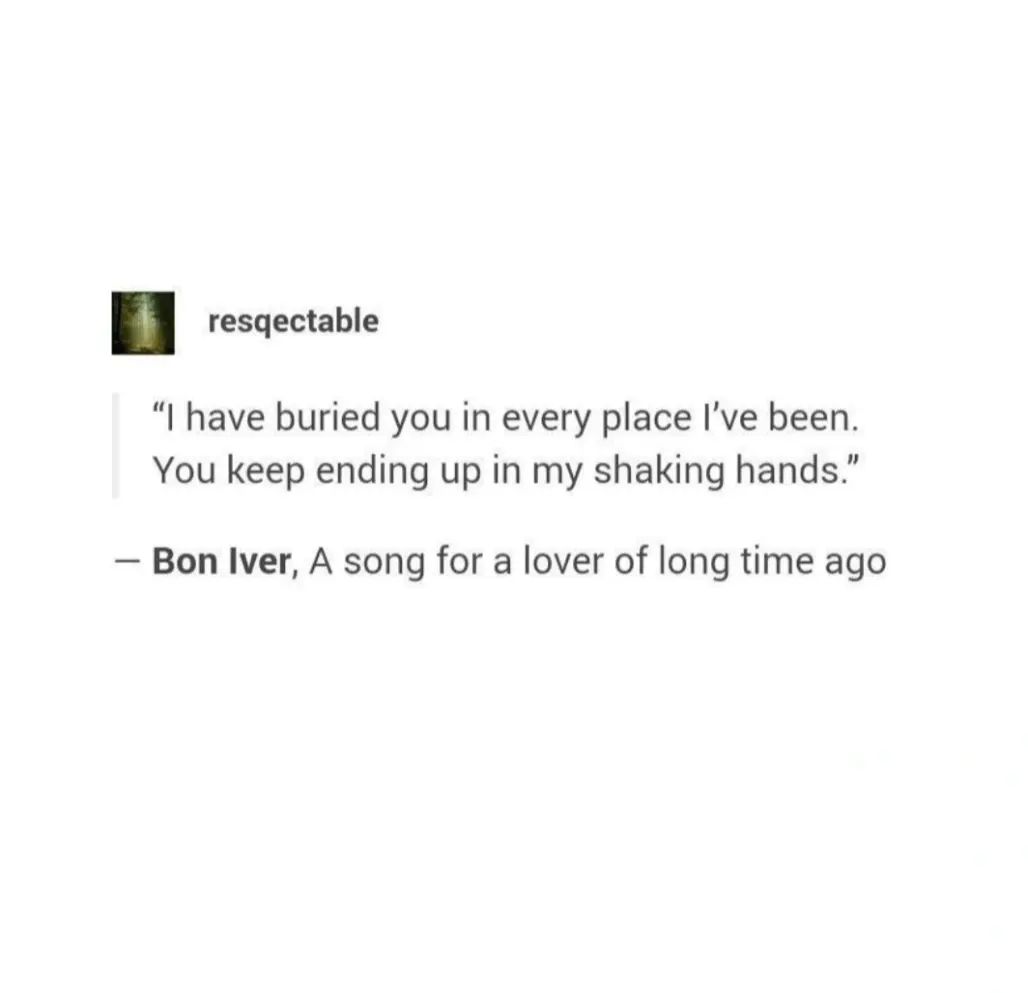 resqectable
“I have buried you in every place I’ve been.
You keep ending up in my shaking hands.”
— Bon Iver, A song for a lover of long time ago